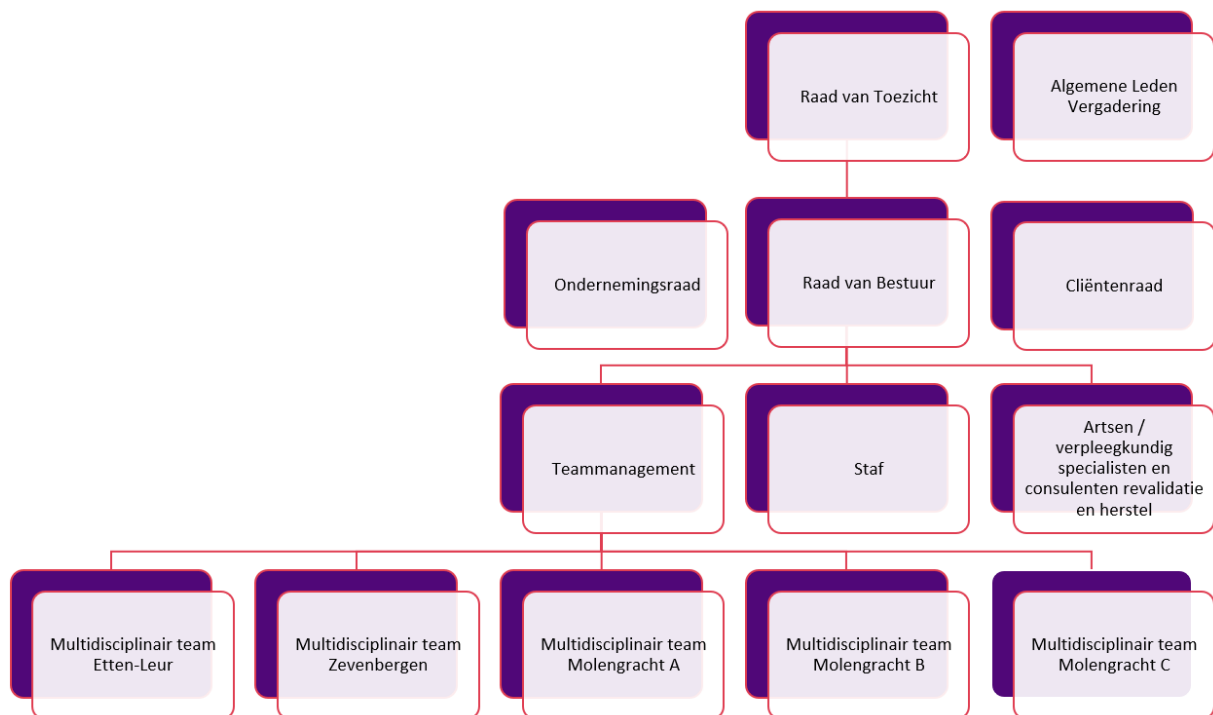 Raad van Toezicht
Algemene Leden
Vergadering
Ondernemingsraad
Raad van Bestuur
Cliëntenraad
Teammanagement
Staf
Artsen /
verpleegkundig
specialisten en
consulenten revalidatie
en herstel
Multidisciplinair team
Etten-Leur
Multidisciplinair team
Zevenbergen
Multidisciplinair team
Molengracht A
Multidisciplinair team
Molengracht B
Multidisciplinair team
Molengracht C